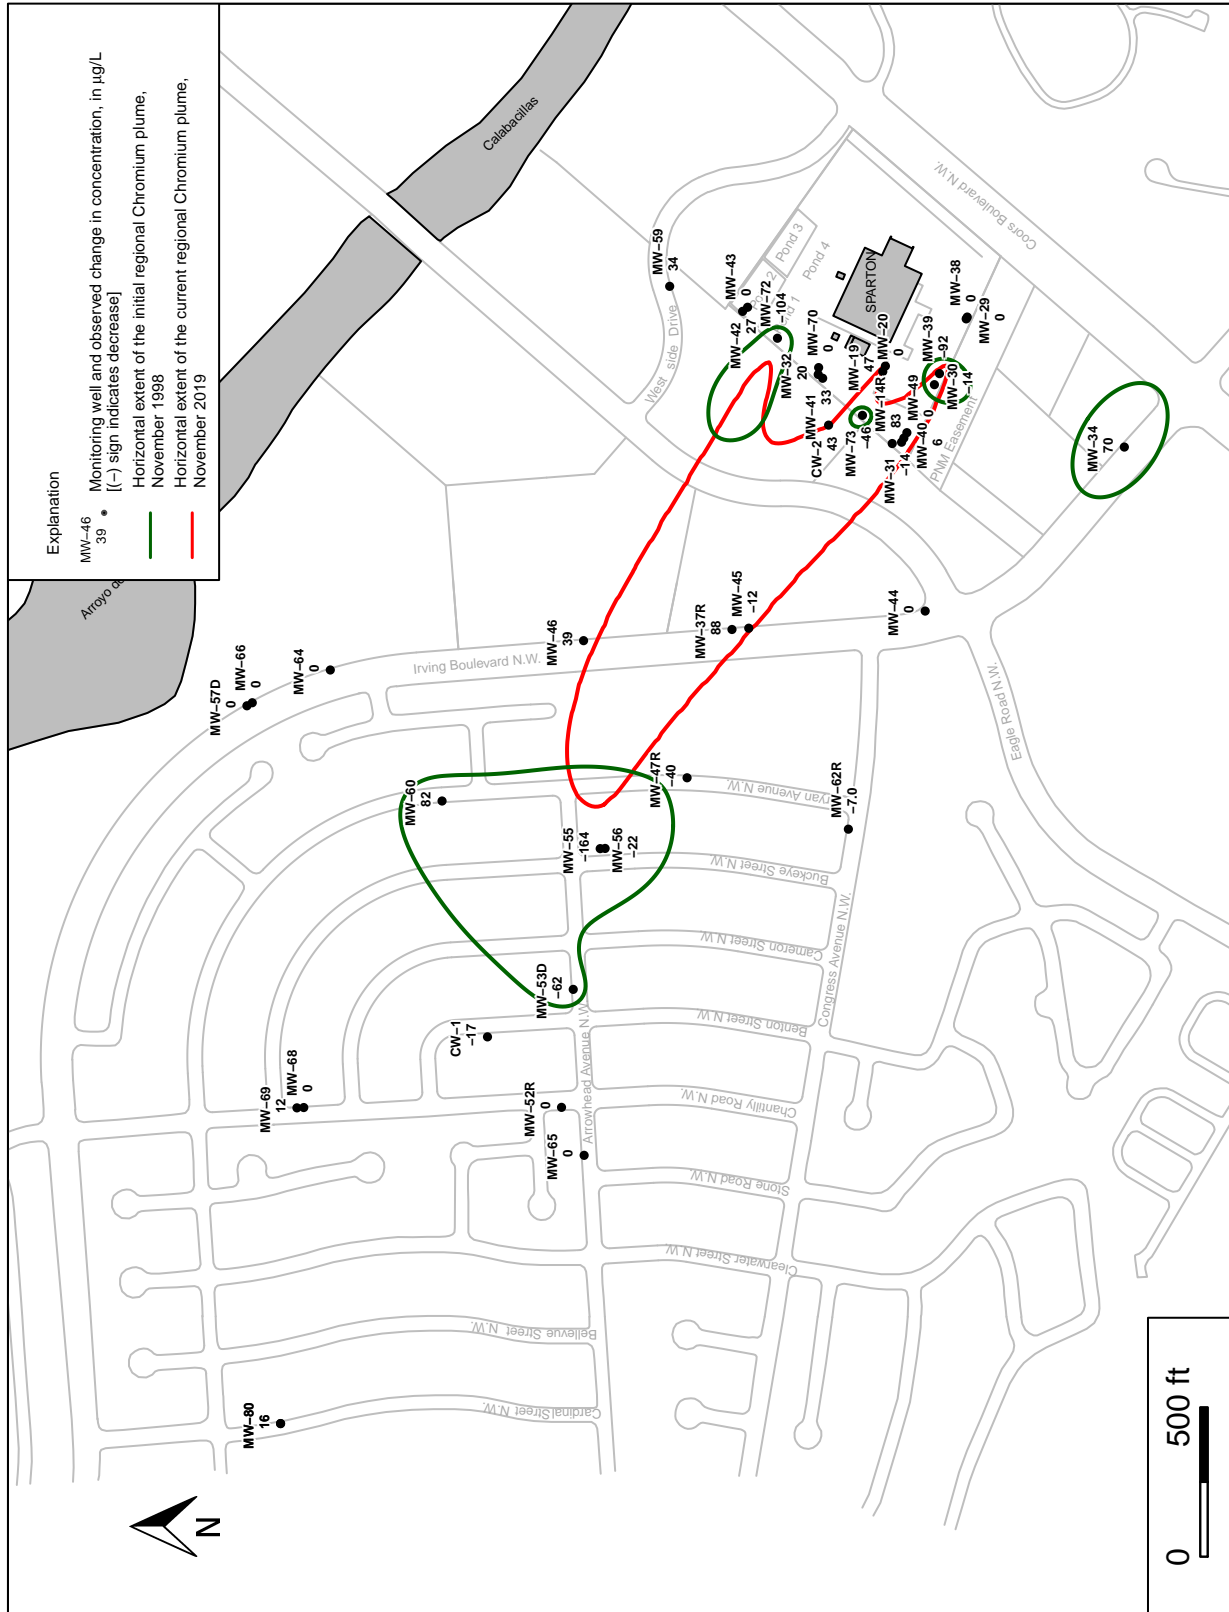 Explanation
MW−46
39
Monitoring well and observed change in concentration, in µg/L
[(−) sign indicates decrease]
Horizontal extent of the initial regional Chromium plume,
November 1998
Horizontal extent of the current regional Chromium plume,
November 2019
Calabacillas
Arroyo de
MW−59
34
West side Drive
MW−43
0
MW−42
27
MW−72
−104
Pond 3
Pond 4
MW−32
20
MW−70
0
SPARTON
Coors Boulevard N.W.
MW−41
33
MW−19
47
MW−20
0
MW−38
0
MW−29
0
MW−39
−92
MW−30
−14
CW−2
43
MW−73
−46
MW−14R
83
MW−49
0
MW−40
6
MW−31
−14
PNM Easement
MW−34
70
MW−44
0
MW−45
−12
MW−37R
88
MW−46
39
Irving Boulevard N.W.
MW−64
0
MW−66
0
MW−57D
0
Eagle Road N.W.
MW−60
82
MW−47R
−40
ryan Avenue N.W.
MW−62R
−7.0
MW−55
−164
MW−56
−22
Buckeye Street N.W.
Cameron Street N.W.
Congress Avenue N.W.
MW−53D
−62
Arrowhead Avenue N.W.
Benton Street N.W.
CW−1
−17
MW−68
0
MW−69
12
MW−52R
0
MW−65
0
Chantilly Road N.W.
Stone Road N.W.
Clearwater Street N.W.
Bellevue Street N.W.
Cardinal Street N.W.
MW−80
16
N
0 500 ft